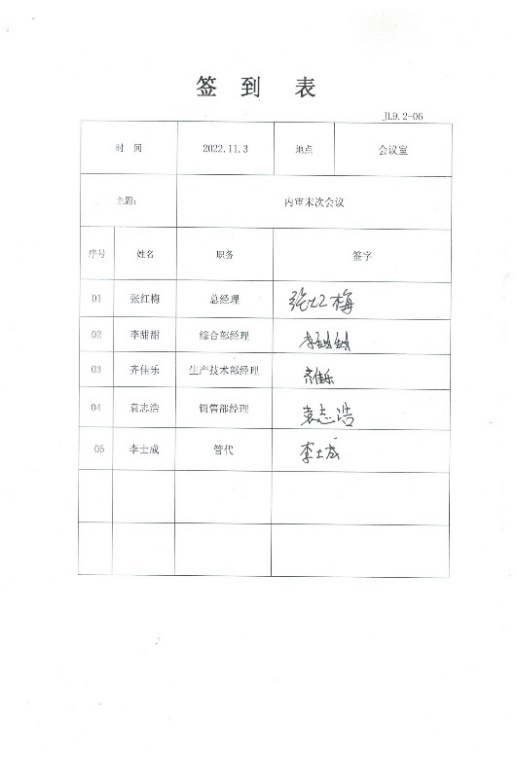 签 到 表
JL9.2-06
时 间 2022.11.3 地点 会议室
主题: 内审末次会议
序号 姓名 职务 签字
01 张红梅 总经理 张红梅
02 李甜甜 综合部经理 李甜甜
03 齐佳乐 生产技术部经理 齐佳乐
04 袁志浩 销售部经理 袁志浩
05 李士成 管代 李士成